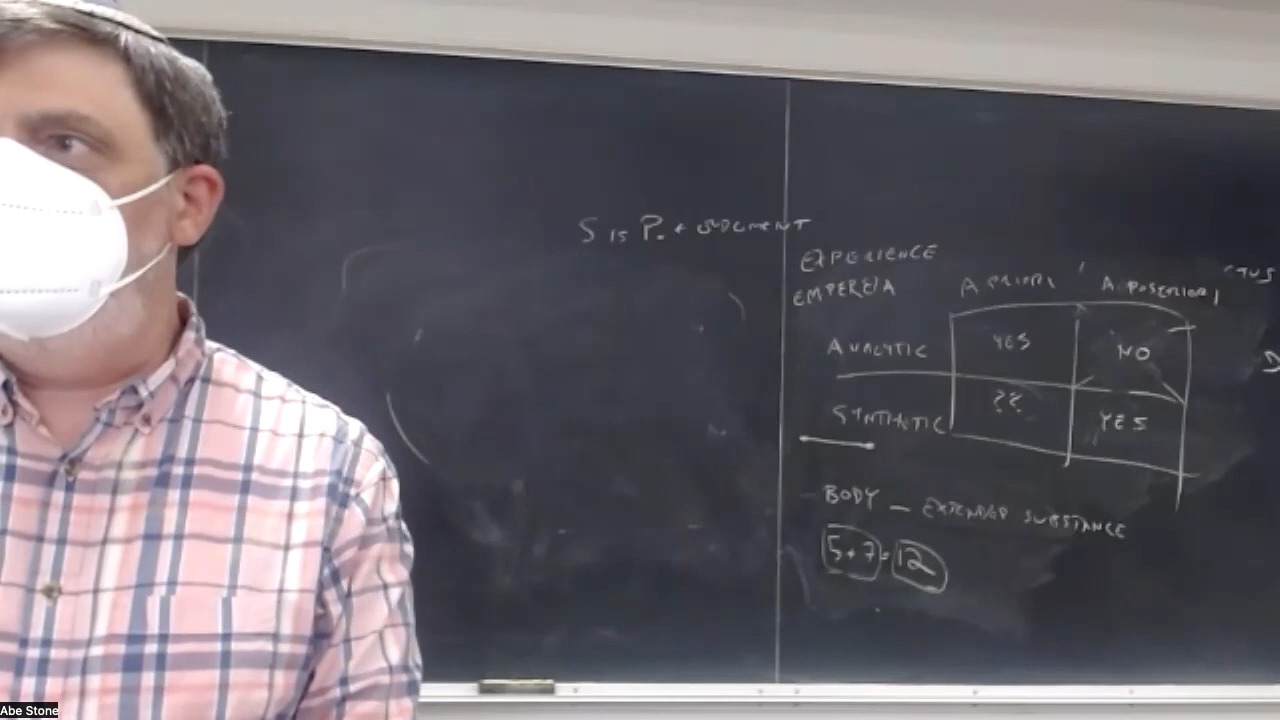 S IS P. & JUDGMENT
EXPERIENCE
EMPEREIA
A PRIORI
A POSTERIORI
ANALYTIC YES NO
SYNTHETIC ?? YES
BODY — EXTENDED SUBSTANCE
5+7=12
Abe Stone